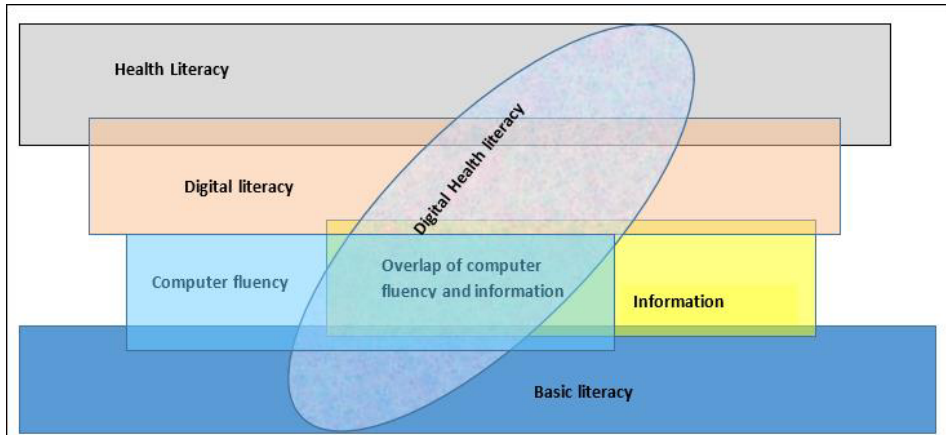 Health Literacy
Digital Health literacy
Digital literacy
Computer fluency
Overlap of computer
fluency and information
Information
Basic literacy